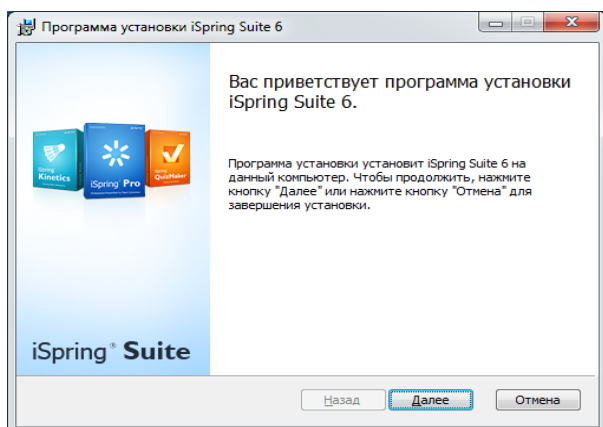 Программа установки iSpring Suite 6
Вас приветствует программа установки
iSpring Suite 6.
Программа установки установит iSpring Suite 6 на
данный компьютер. Чтобы продолжить, нажмите
кнопку "Далее" или нажмите кнопку "Отмена" для
завершения установки.
iSpring
Kinetics
iSpring Pro
iSpring
QuizMaker
iSpring® Suite
Назад
Далее
Отмена